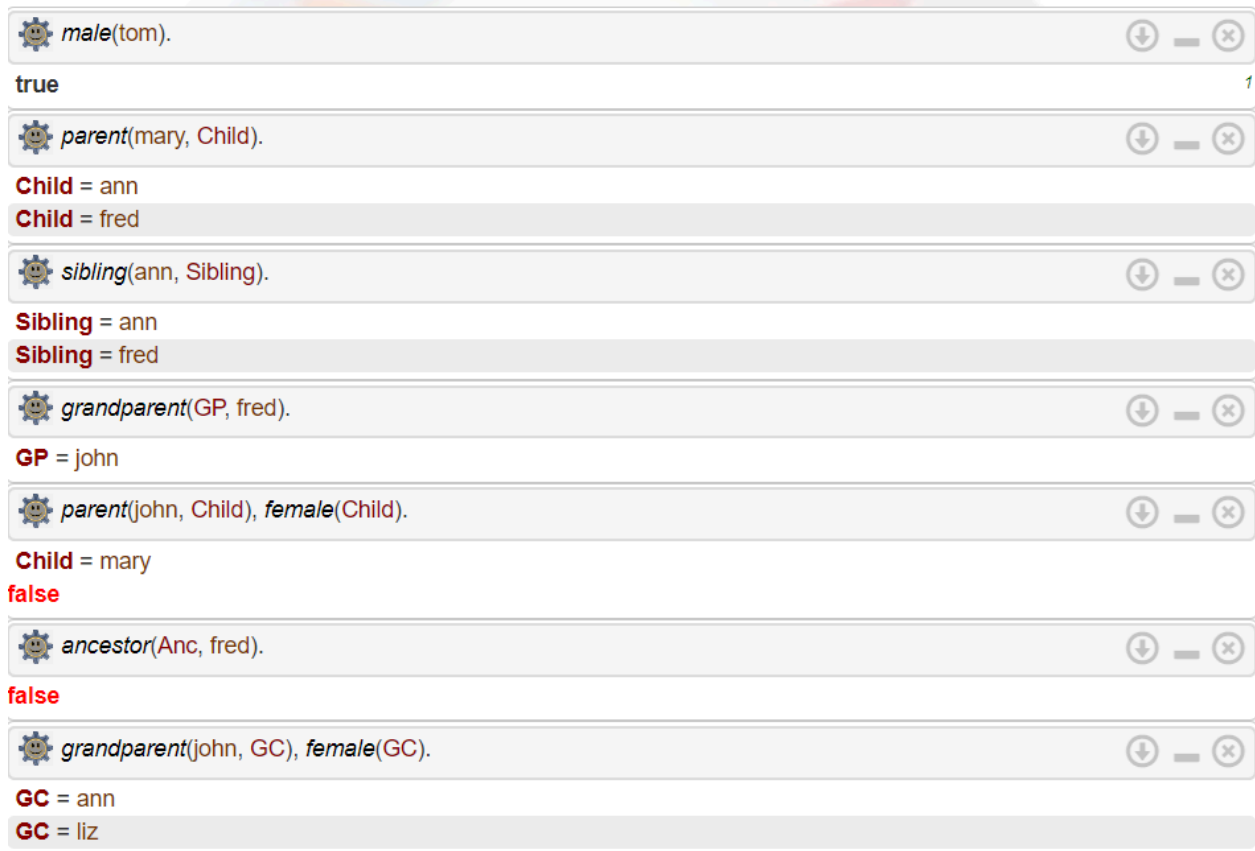 male(tom).
true 1
parent(mary, Child).
Child = ann
Child = fred
sibling(ann, Sibling).
Sibling = ann
Sibling = fred
grandparent(GP, fred).
GP = john
parent(john, Child), female(Child).
Child = mary
false
ancestor(Anc, fred).
false
grandparent(john, GC), female(GC).
GC = ann
GC = liz